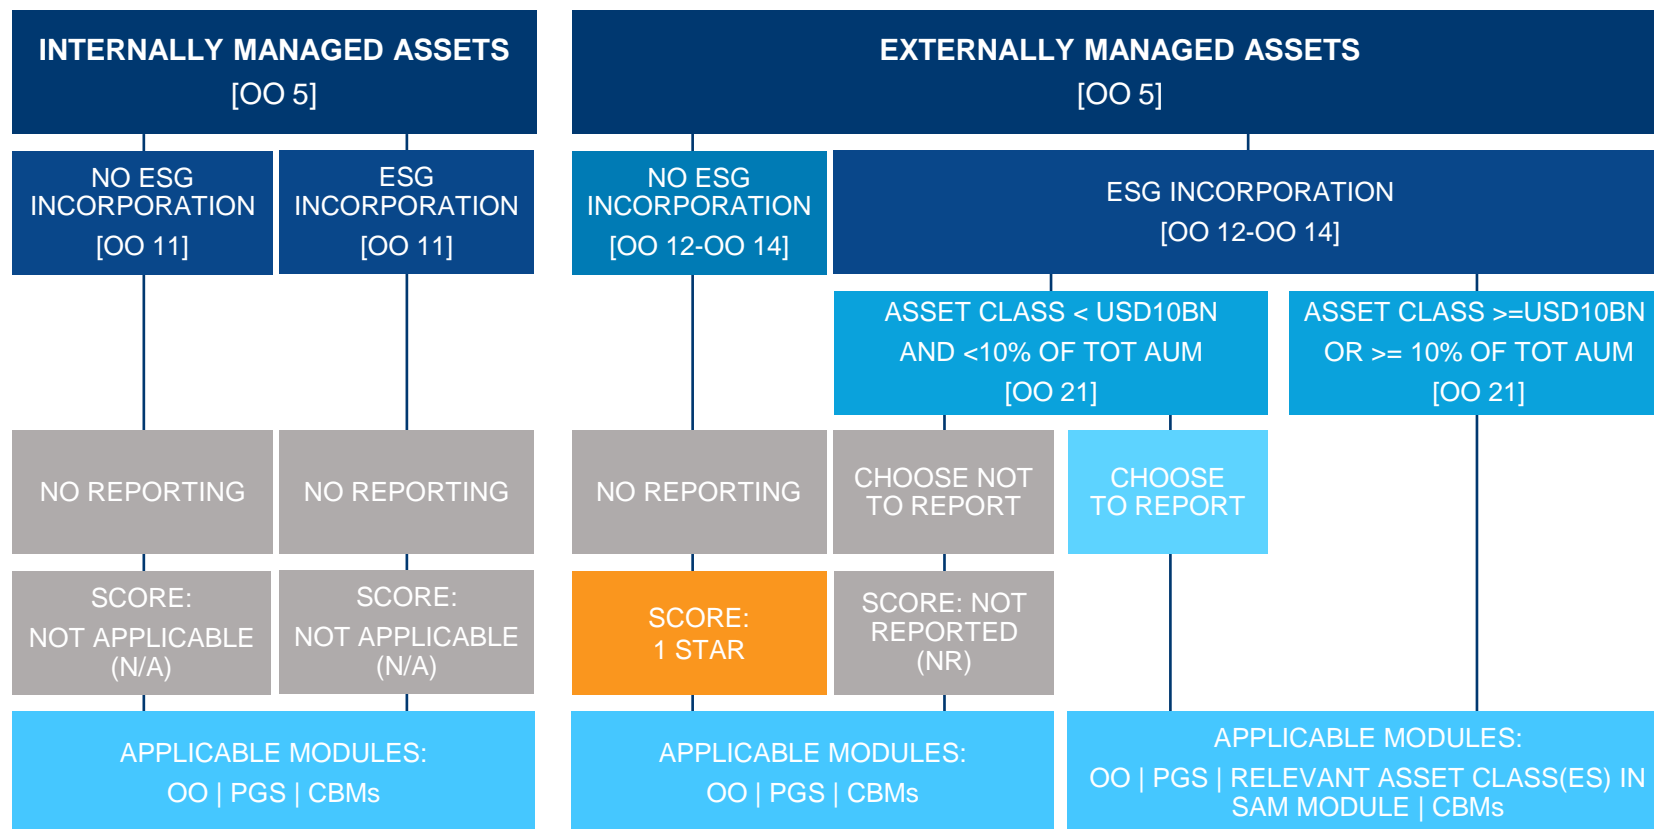 INTERNALLY MANAGED ASSETS
[OO 5]
EXTERNALLY MANAGED ASSETS
[OO 5]
NO ESG
INCORPORATION
[OO 11]
ESG
INCORPORATION
[OO 11]
NO ESG
INCORPORATION
[OO 12-OO 14]
ESG INCORPORATION
[OO 12-OO 14]
ASSET CLASS < USD10BN
AND <10% OF TOT AUM
[OO 21]
ASSET CLASS >=USD10BN
OR >= 10% OF TOT AUM
[OO 21]
NO REPORTING
NO REPORTING
NO REPORTING
CHOOSE NOT
TO REPORT
CHOOSE
TO REPORT
SCORE:
NOT APPLICABLE
(N/A)
SCORE:
NOT APPLICABLE
(N/A)
SCORE:
1 STAR
SCORE: NOT
REPORTED
(NR)
APPLICABLE MODULES:
OO | PGS | CBMs
APPLICABLE MODULES:
OO | PGS | CBMs
APPLICABLE MODULES:
OO | PGS | RELEVANT ASSET CLASS(ES) IN
SAM MODULE | CBMs